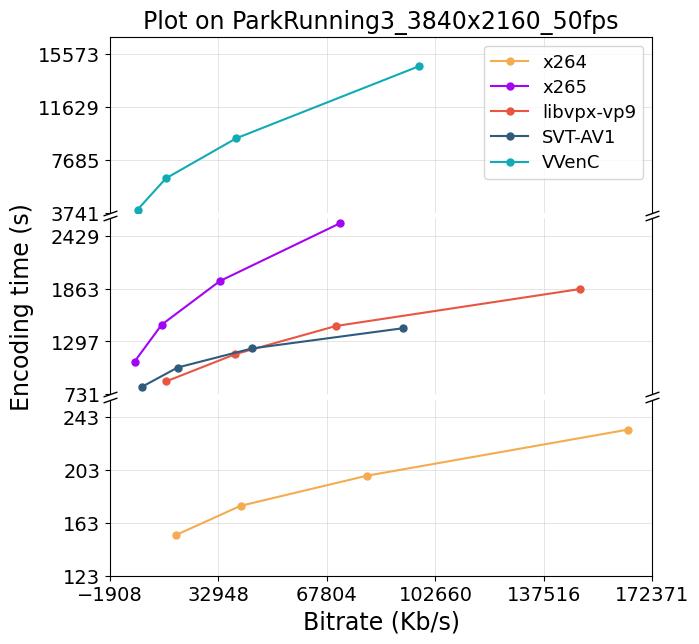 Plot on ParkRunning3_3840x2160_50fps
x264
x265
libvpx-vp9
SVT-AV1
VVenC
Encoding time (s)
15573
11629
7685
3741
2429
1863
1297
731
243
203
163
123
−1908 32948 67804 102660 137516 172371
Bitrate (Kb/s)